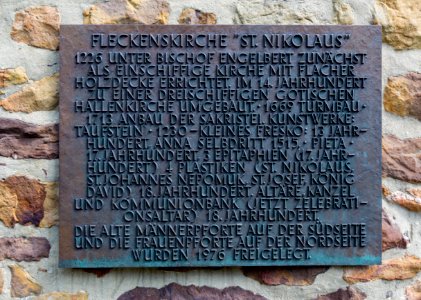 FLECKENSKIRCHE "ST. NIKOLAUS"
1226 UNTER BISCHOF ENGELBERT ZUNÄCHST
ALS EINSCHIFFIGE KIRCHE MIT FLACHER
HOLZDECKE ERRICHTET IM 14. JAHRHUNDERT
ZU EINER DREISCHIFFIGEN GOTISCHEN
HALLENKIRCHE UMGEBAUT · 1669 TURMBAU ·
1713 ANBAU DER SAKRISTEI. KUNSTWERKE:
TAUFSTEIN · 1230 – KLEINES FRESKO: 13 JAHR-
HUNDERT, ANNA SELBDRITT 1515, PIETA ·
17. JAHRHUNDERT, 3 EPITAPHIEN (17. JAHR-
HUNDERT) · 4 PLASTIKEN (ST. NIKOLAUS,
JOHANNES NEPOMUK, JOSEF, KÖNIG
DAVID) 18. JAHRHUNDERT. ALTÄRE, KANZEL
UND KOMMUNIONBANK (JETZT ZELEBRATI-
ONSALTAR) 18. JAHRHUNDERT.
DIE ALTE MÄNNERPFORTE AUF DER SÜDSEITE
UND DIE FRAUENPFORTE AUF DER NORDSEITE
WURDEN 1976 FREIGELEGT.